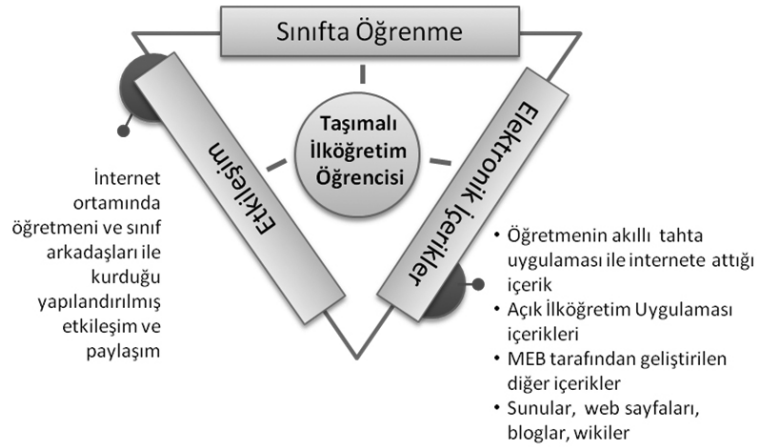 Sınıfta Öğrenme
Taşımalı
İlköğretim
Öğrencisi
Etkileşim
Elektronik İçerikler
İnternet
ortamında
öğretmeni ve sınıf
arkadaşları ile
kurduğu
yapılandırılmış
etkileşim ve
paylaşım
• Öğretmenin akıllı tahta
uygulaması ile internete attığı
içerik
• Açık İlköğretim Uygulaması
içerikleri
• MEB tarafından geliştirilen
diğer içerikler
• Sunular, web sayfaları,
bloglar, wikiler